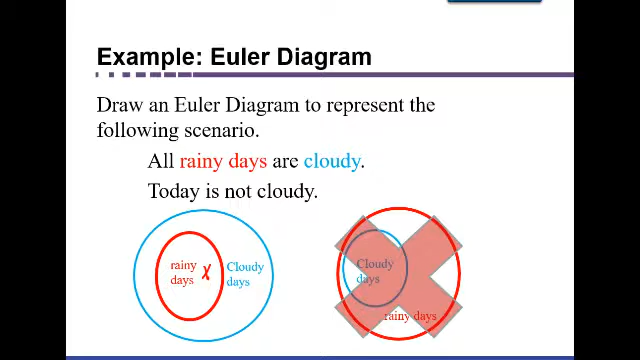 Example: Euler Diagram
Draw an Euler Diagram to represent the
following scenario.
All rainy days are cloudy.
Today is not cloudy.
rainy
days
x
Cloudy
days
Cloudy
days
rainy days